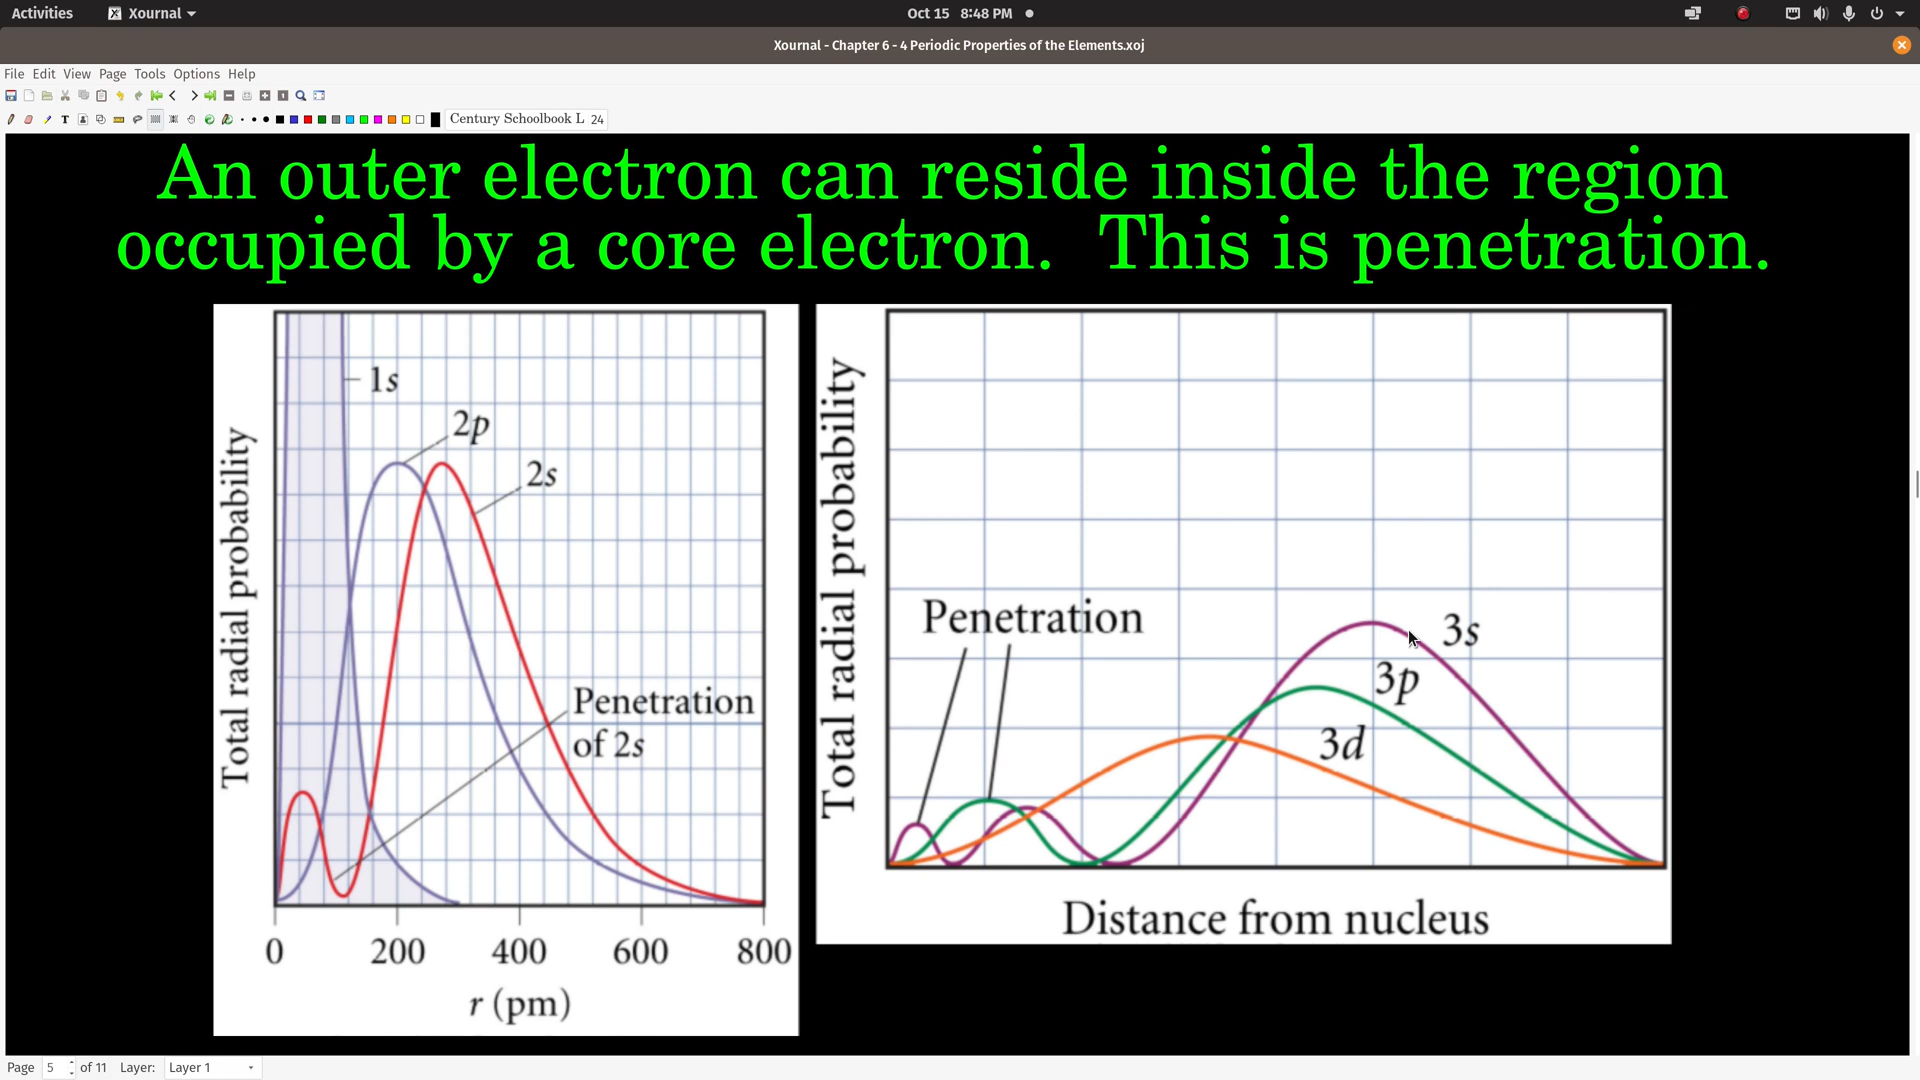 Activities
Xournal
Oct 15 8:48 PM
Xournal - Chapter 6 - 4 Periodic Properties of the Elements.xoj
File Edit View Page Tools Options Help
Century Schoolbook L 24
An outer electron can reside inside the region
occupied by a core electron. This is penetration.
Total radial probability
1s
2p
2s
Penetration
of 2s
0 200 400 600 800
r (pm)
Total radial probability
Penetration
3s
3p
3d
Distance from nucleus
Page 5 of 11 Layer: Layer 1